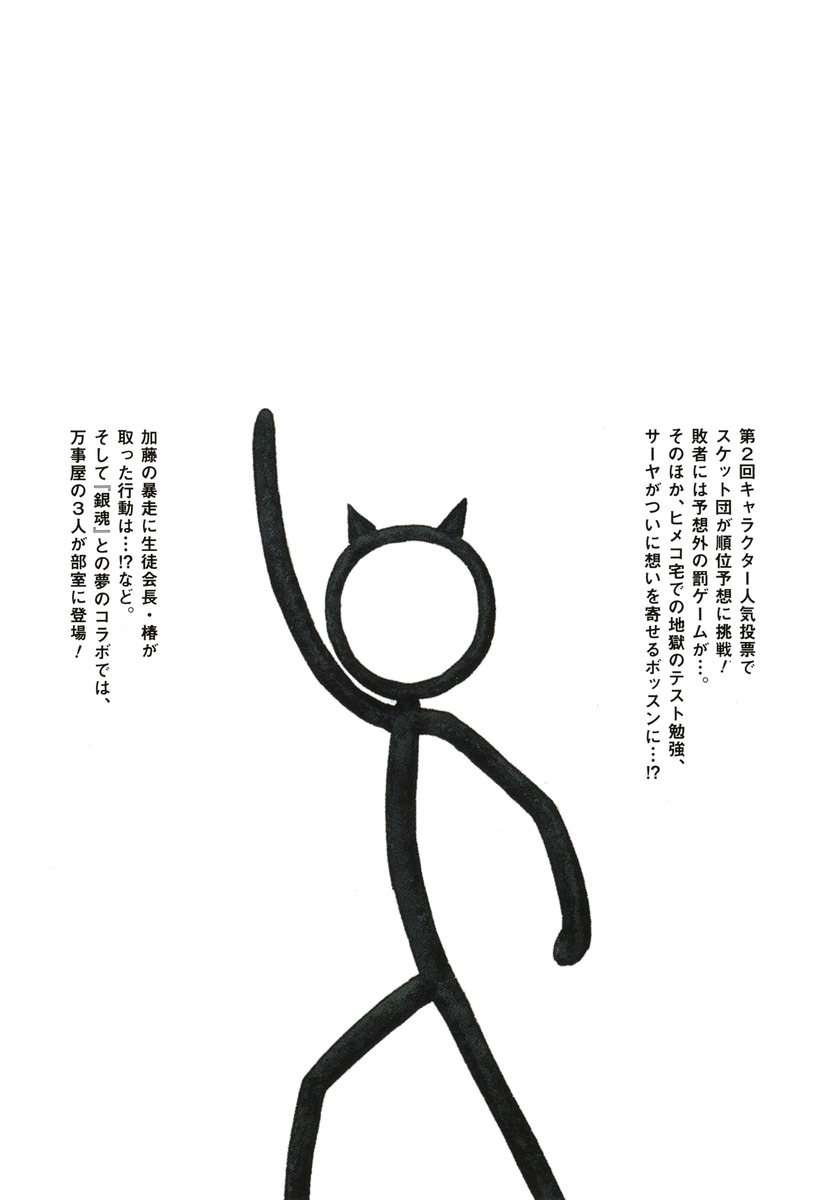 第２回キャラクター人気投票で
スケット団が順位予想に挑戦！
敗者には予想外の罰ゲームが…。
そのほか、ヒメコ宅での地獄のテスト勉強、
サーヤがついに想いを寄せるボッスンに…!?
加藤の暴走に生徒会長・椿が
取った行動は…!?など。
そして『銀魂』との夢のコラボでは、
万事屋の３人が部室に登場！